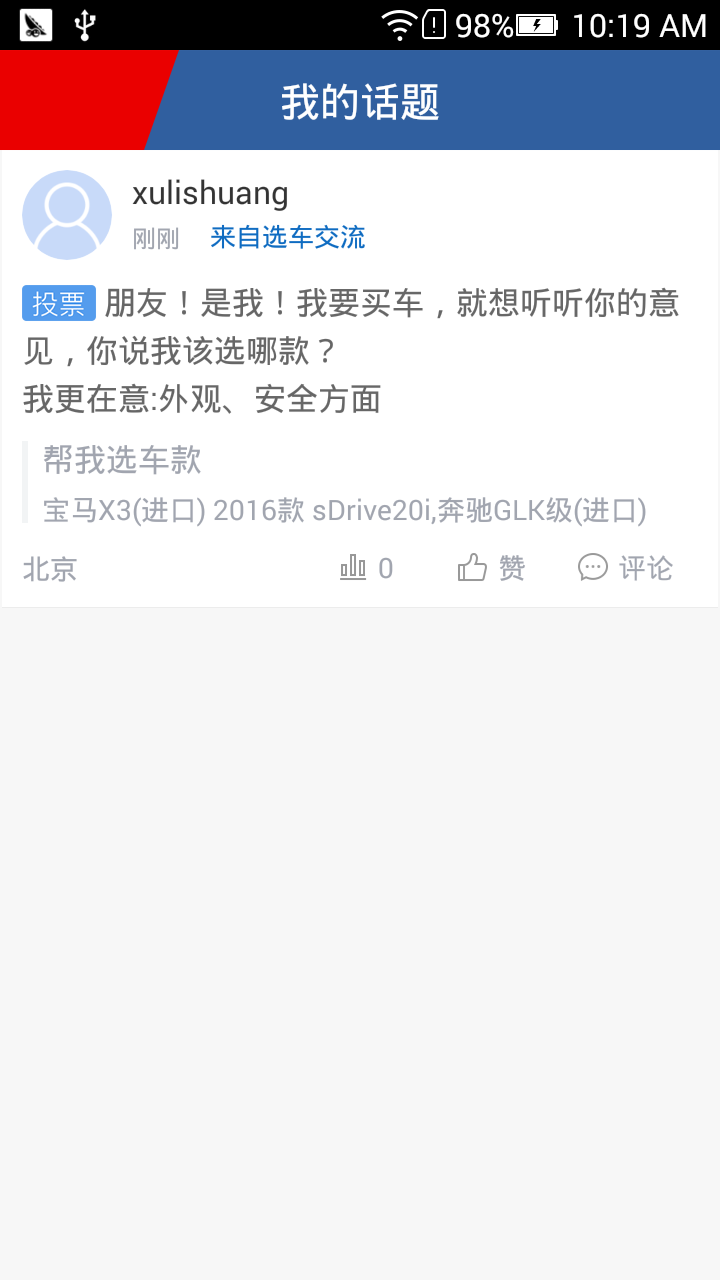 98% 10:19 AM
我的话题
xulishuang
刚刚 来自选车交流
投票 朋友！是我！我要买车，就想听听你的意
见，你说我该选哪款？
我更在意:外观、安全方面
帮我选车款
宝马X3(进口) 2016款 sDrive20i,奔驰GLK级(进口)
北京 0 赞 评论